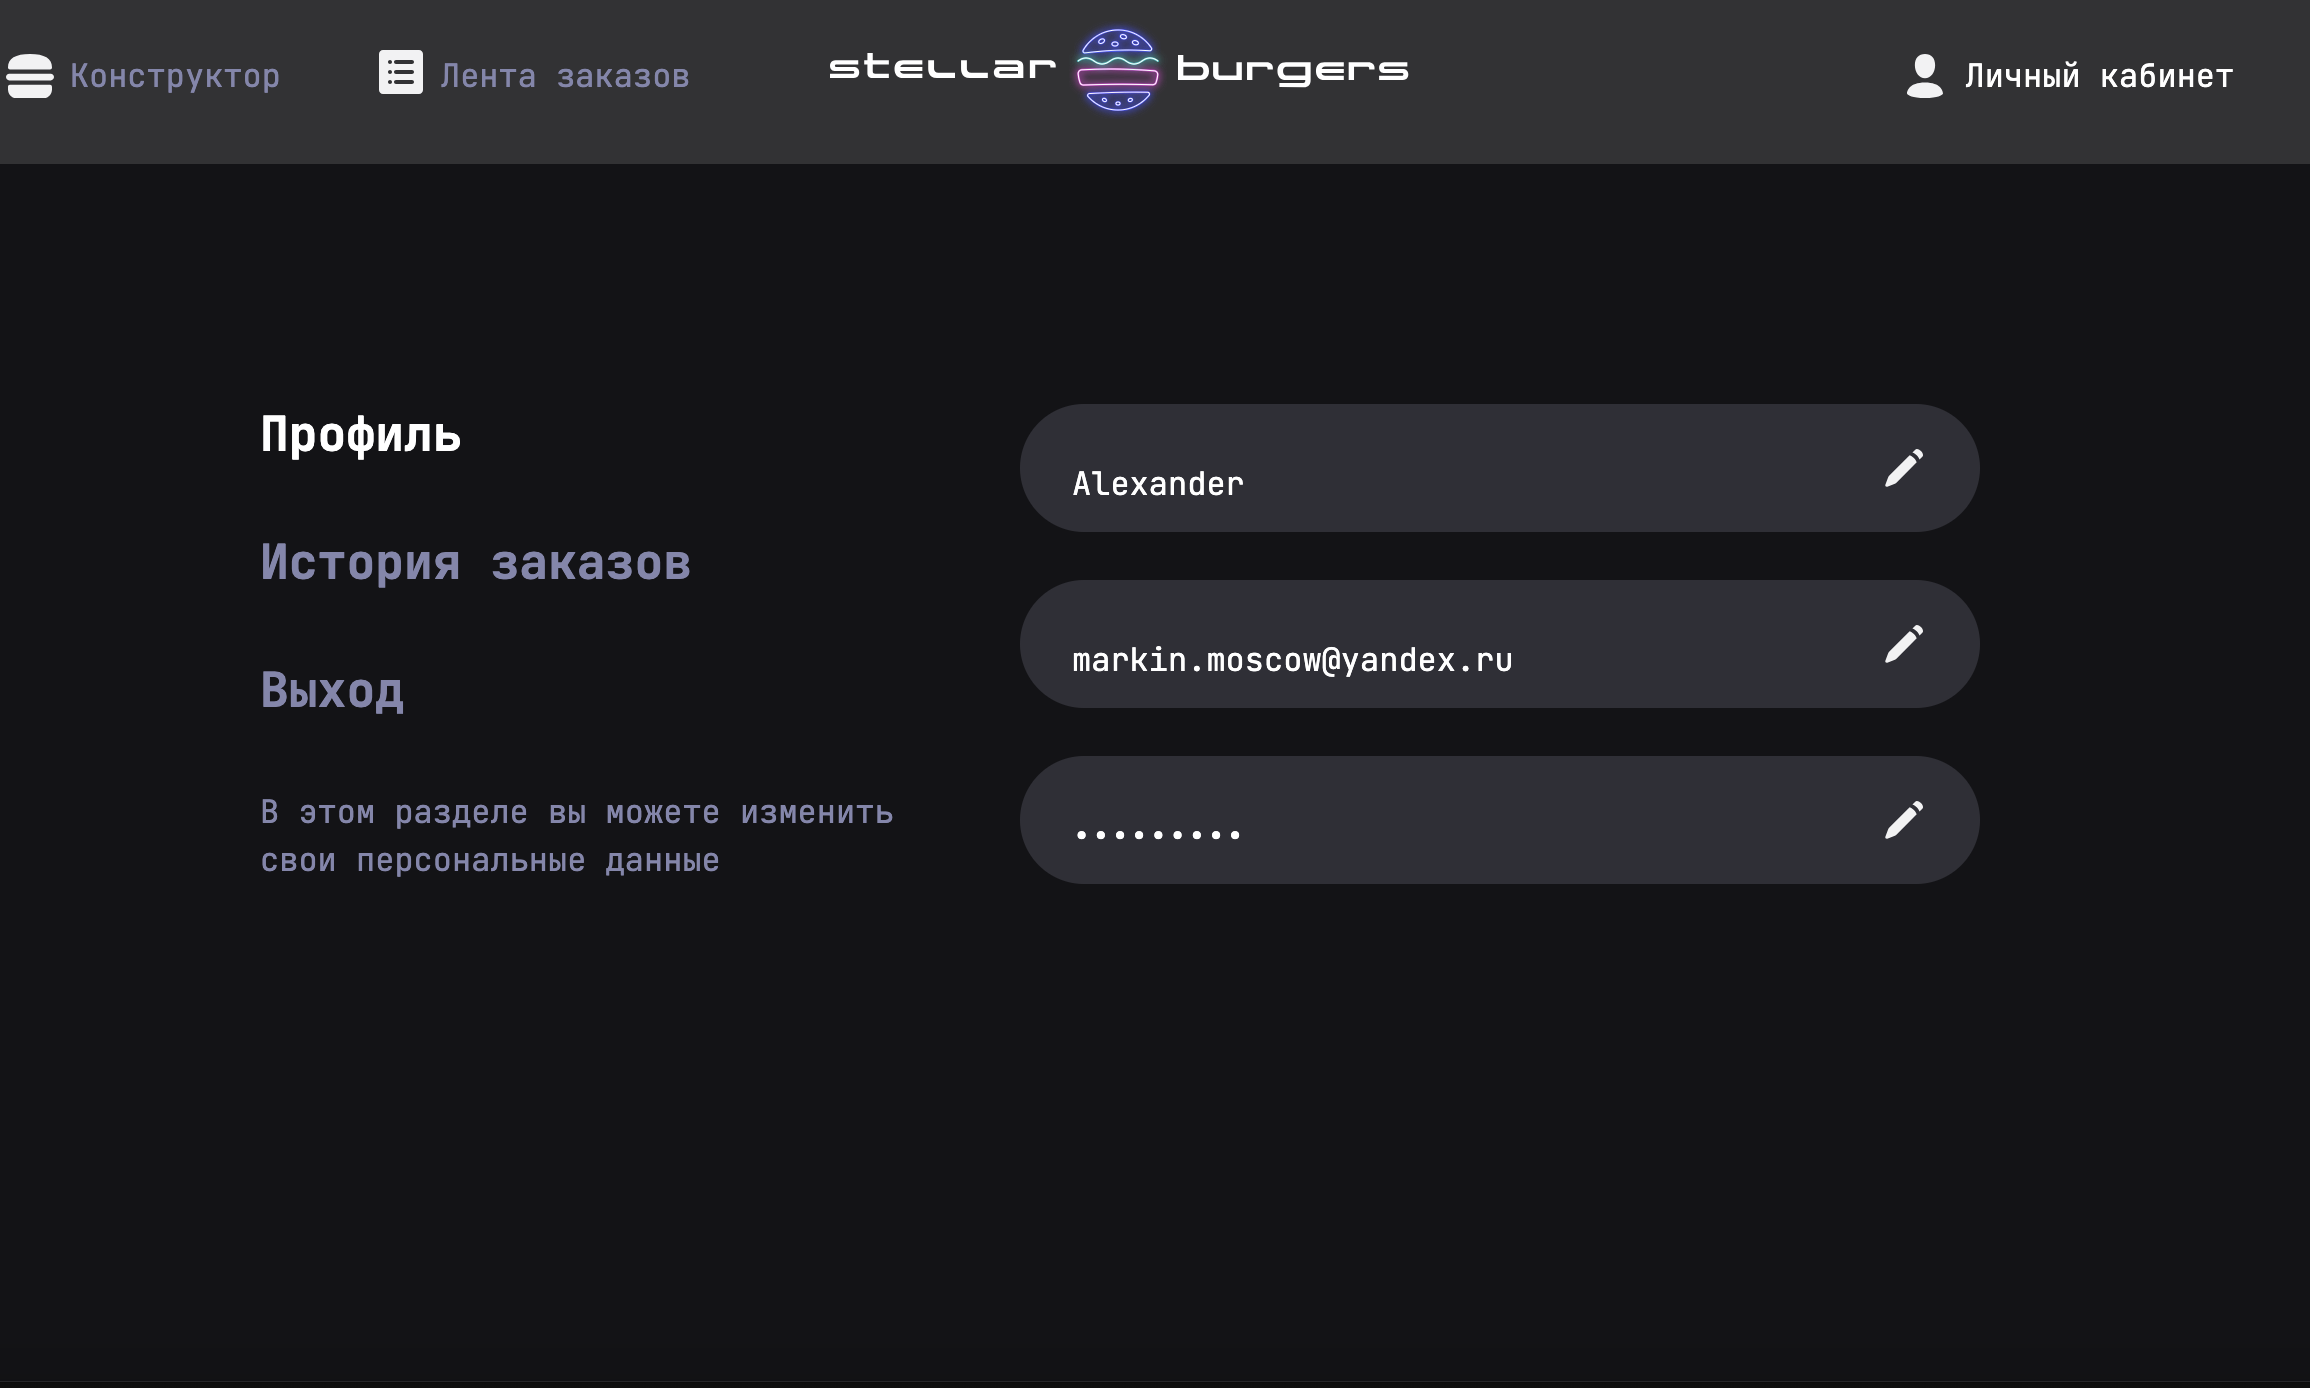 Конструктор
Лента заказов
stellar burgers
Личный кабинет
Профиль
История заказов
Выход
В этом разделе вы можете изменить
свои персональные данные
Alexander
markin.moscow@yandex.ru
•••••••••